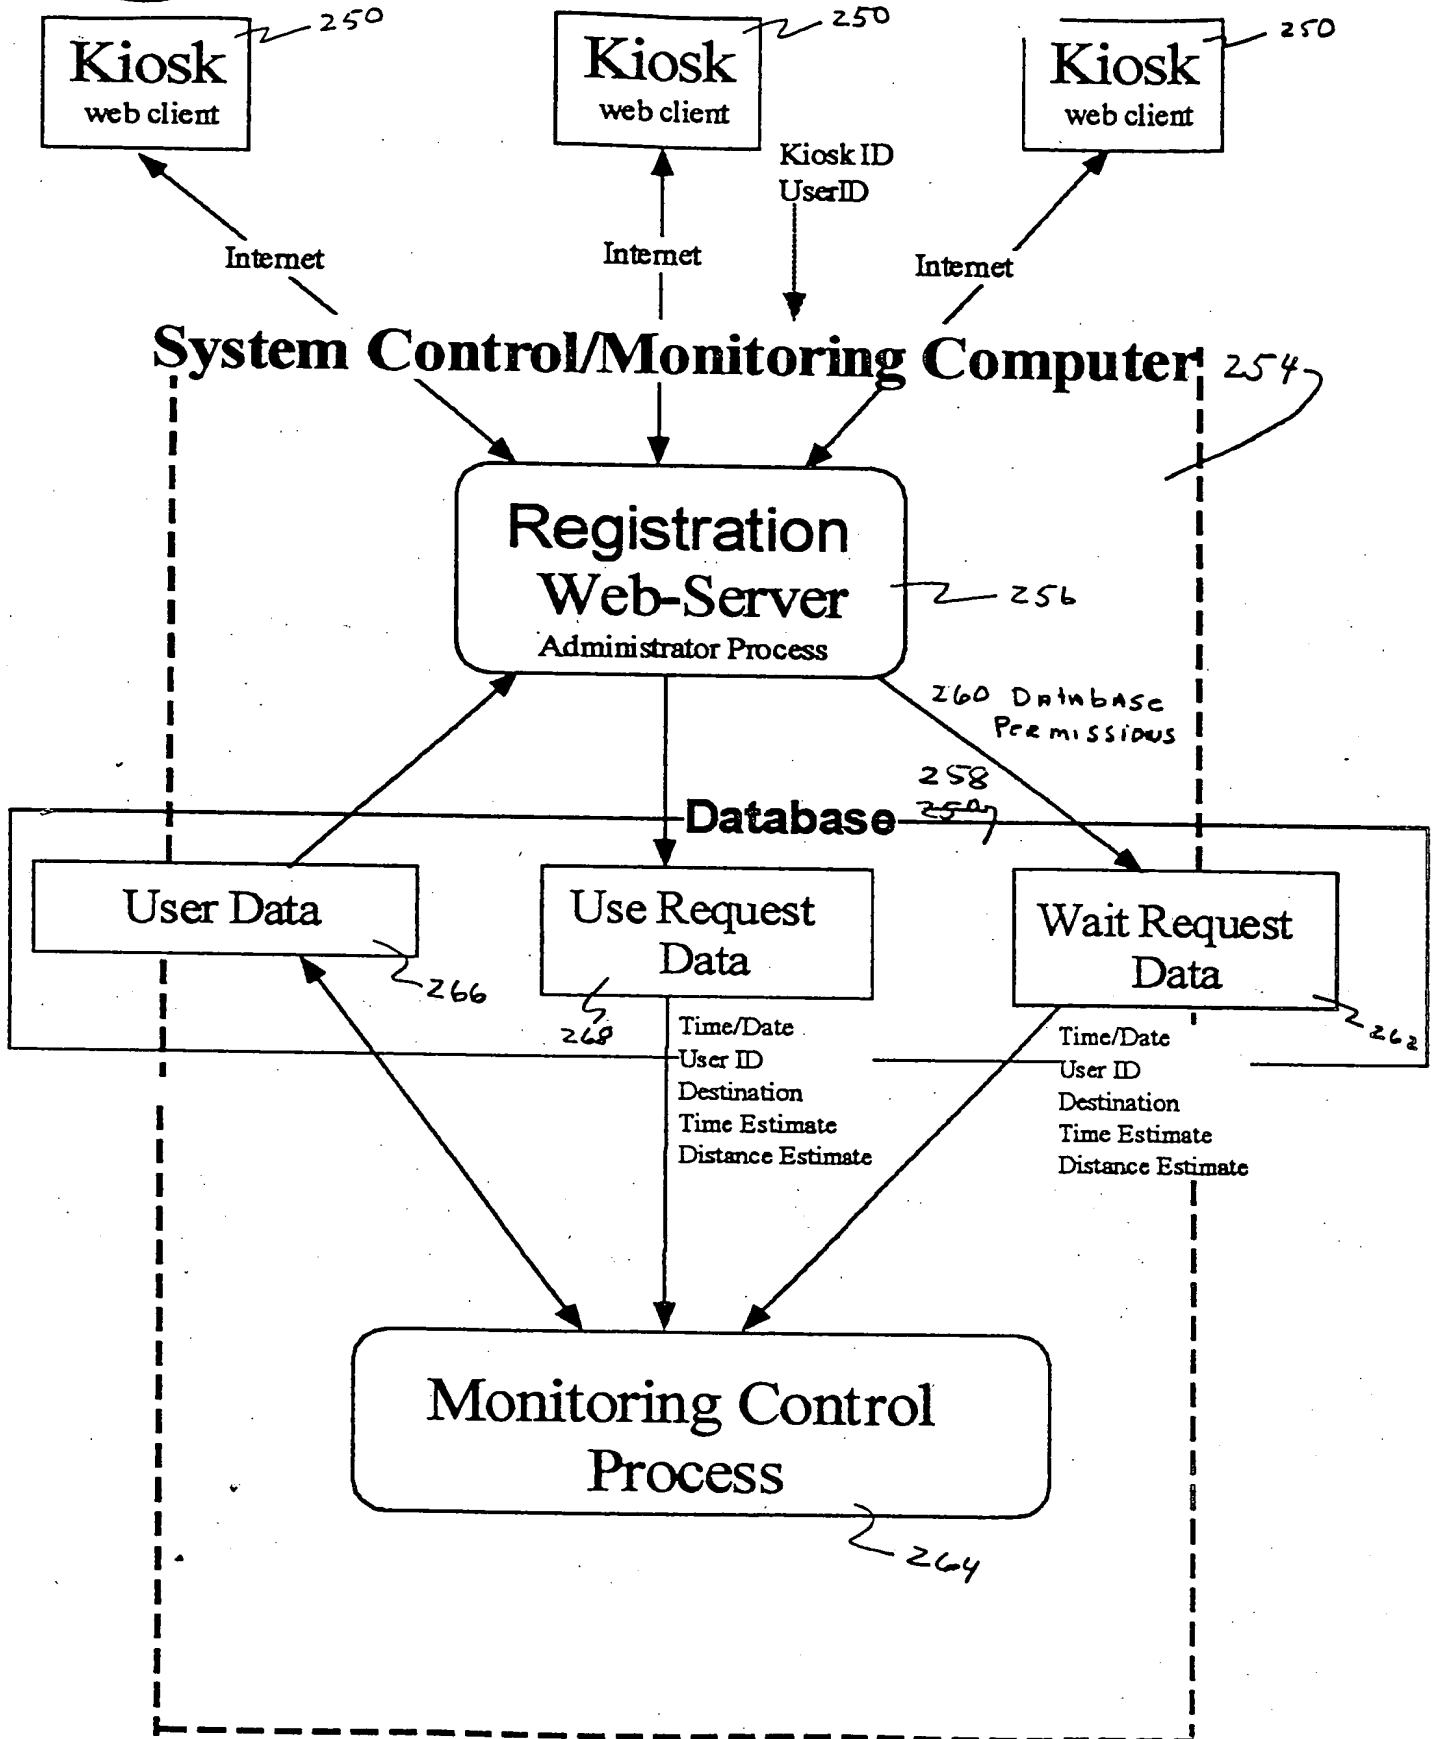 250
250
250
Kiosk
web client
Kiosk
web client
Kiosk
web client
Kiosk ID
UserID
Internet
Internet
Internet
System Control/Monitoring Computer
254
Registration
Web-Server
Administrator Process
256
260 Database
Permissions
258
Database
User Data
Use Request
Data
Wait Request
Data
266
268
262
Time/Date
User ID
Destination
Time Estimate
Distance Estimate
Time/Date
User ID
Destination
Time Estimate
Distance Estimate
Monitoring Control
Process
264